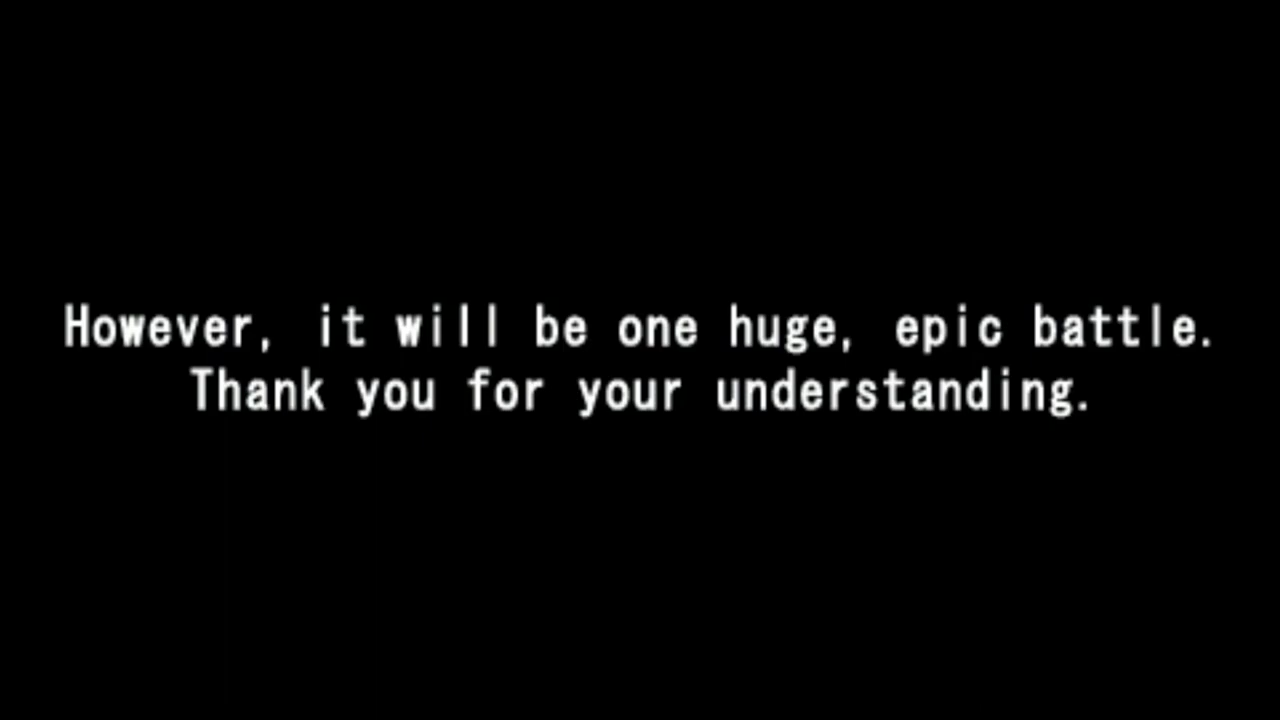 However, it will be one huge, epic battle.
Thank you for your understanding.